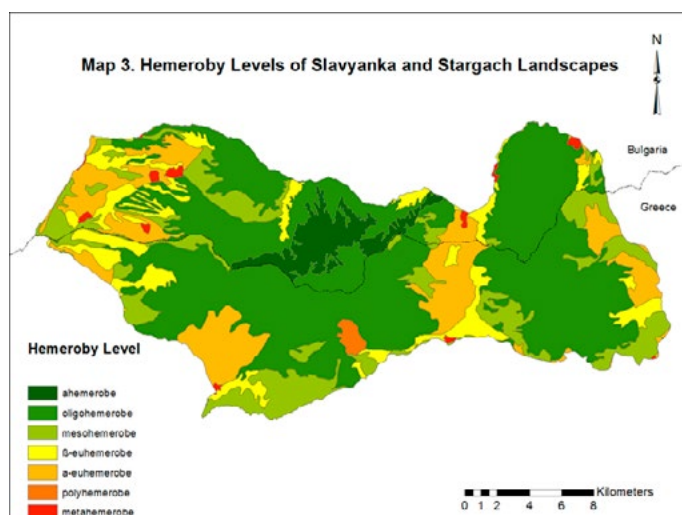 Map 3. Hemeroby Levels of Slavyanka and Stargach Landscapes
N
Bulgaria
Greece
Hemeroby Level
ahemerobe
oligohemerobe
mesohemerobe
ß-euhemerobe
a-euhemerobe
polyhemerobe
metahemerobe
Kilometers
0 1 2 4 6 8